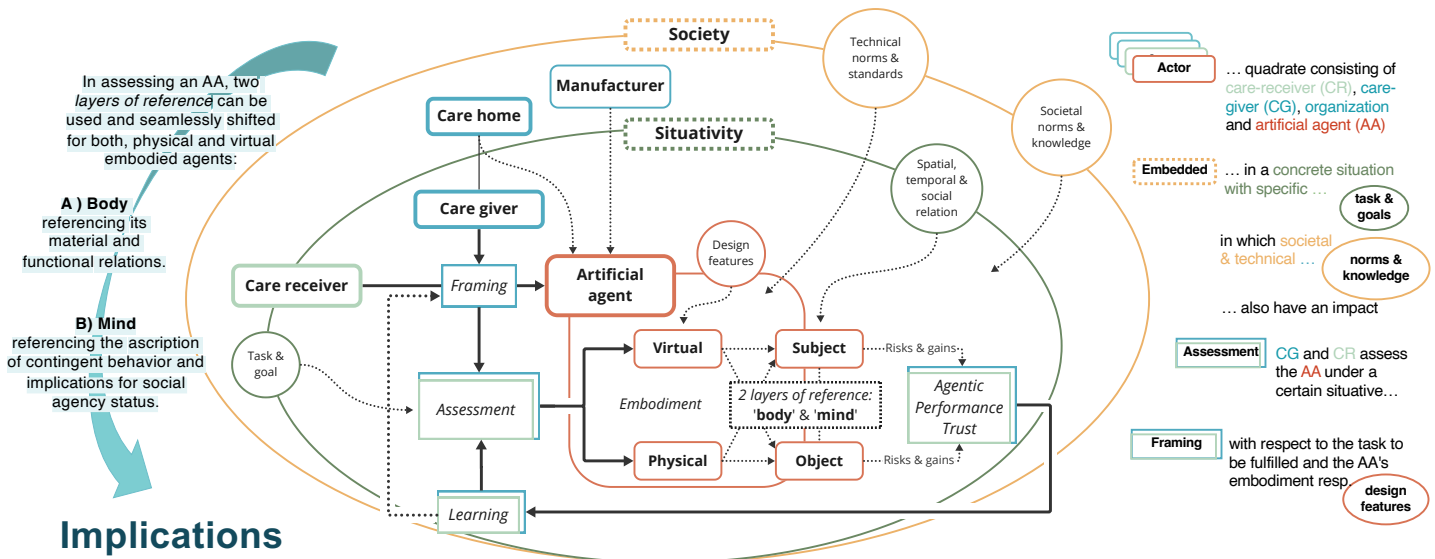 In assessing an AA, two
layers of reference can be
used and seamlessly shifted
for both, physical and virtual
embodied agents:
A ) Body
referencing its
material and
functional relations.
B) Mind
referencing the ascription
of contingent behavior and
implications for social
agency status.
Implications
Society
Situativity
Technical
norms &
standards
Societal
norms &
knowledge
Spatial,
temporal &
social
relation
Manufacturer
Care home
Care giver
Care receiver
Framing
Artificial
agent
Design
features
Task &
goal
Assessment
Learning
Virtual
Physical
Embodiment
Subject
Object
2 layers of reference:
'body' & 'mind'
Risks & gains
Risks & gains
Agentic
Performance
Trust
Actor
… quadrate consisting of
care-receiver (CR), care-
giver (CG), organization
and artificial agent (AA)
Embedded
… in a concrete situation
with specific …
task &
goals
in which societal
& technical …
norms &
knowledge
… also have an impact
Assessment
CG and CR assess
the AA under a
certain situative…
Framing
with respect to the task to
be fulfilled and the AA's
embodiment resp.
design
features